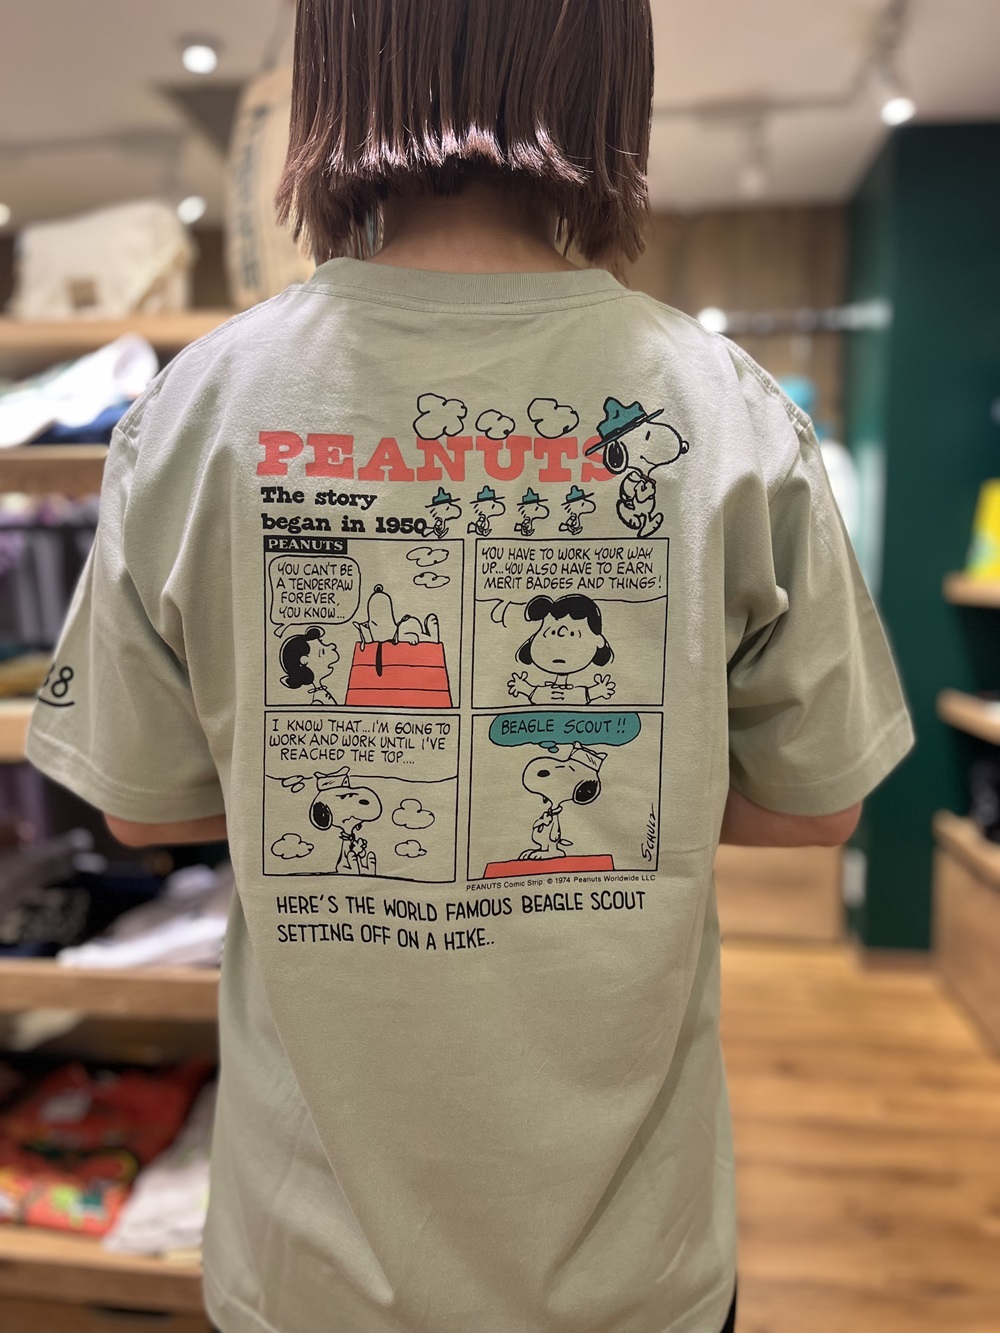 PEANUTS
The story
began in 1950
PEANUTS
YOU CAN'T BE
A TENDERPAW
FOREVER,
YOU KNOW...
YOU HAVE TO WORK YOUR WAY
UP...YOU ALSO HAVE TO EARN
MERIT BADGES AND THINGS!
I KNOW THAT...I'M GOING TO
WORK AND WORK UNTIL I'VE
REACHED THE TOP....
BEAGLE SCOUT!!
SCHULZ
PEANUTS Comic Strip: © 1974 Peanuts Worldwide LLC
HERE'S THE WORLD FAMOUS BEAGLE SCOUT
SETTING OFF ON A HIKE..